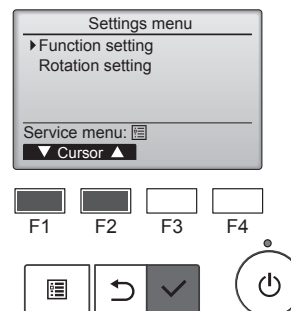 Settings menu
Function setting
Rotation setting
Service menu:
Cursor
F1 F2 F3 F4